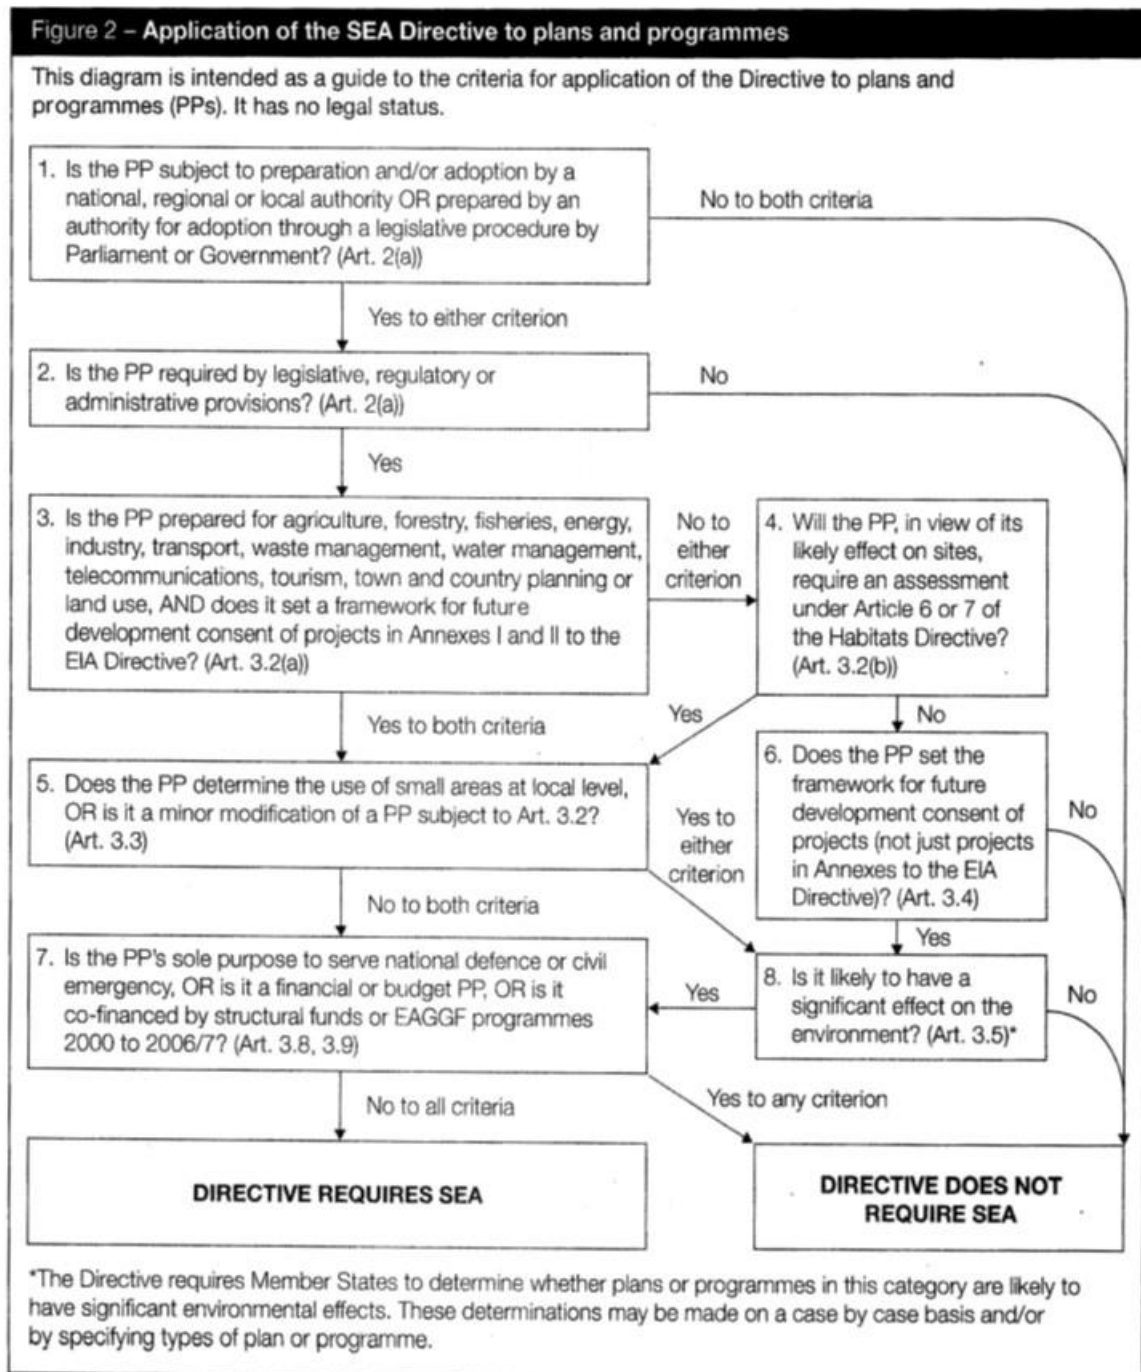 Figure 2 – Application of the SEA Directive to plans and programmes
This diagram is intended as a guide to the criteria for application of the Directive to plans and
programmes (PPs). It has no legal status.
1. Is the PP subject to preparation and/or adoption by a
national, regional or local authority OR prepared by an
authority for adoption through a legislative procedure by
Parliament or Government? (Art. 2(a))
No to both criteria
Yes to either criterion
2. Is the PP required by legislative, regulatory or
administrative provisions? (Art. 2(a))
No
Yes
3. Is the PP prepared for agriculture, forestry, fisheries, energy,
industry, transport, waste management, water management,
telecommunications, tourism, town and country planning or
land use, AND does it set a framework for future
development consent of projects in Annexes I and II to the
EIA Directive? (Art. 3.2(a))
No to
either
criterion
4. Will the PP, in view of its
likely effect on sites,
require an assessment
under Article 6 or 7 of
the Habitats Directive?
(Art. 3.2(b))
Yes to both criteria
Yes
No
5. Does the PP determine the use of small areas at local level,
OR is it a minor modification of a PP subject to Art. 3.2?
(Art. 3.3)
Yes to
either
criterion
6. Does the PP set the
framework for future
development consent of
projects (not just projects
in Annexes to the EIA
Directive)? (Art. 3.4)
No
No to both criteria
Yes
7. Is the PP's sole purpose to serve national defence or civil
emergency, OR is it a financial or budget PP, OR is it
co-financed by structural funds or EAGGF programmes
2000 to 2006/7? (Art. 3.8, 3.9)
Yes
8. Is it likely to have a
significant effect on the
environment? (Art. 3.5)*
No
No to all criteria
Yes to any criterion
DIRECTIVE REQUIRES SEA
DIRECTIVE DOES NOT
REQUIRE SEA
*The Directive requires Member States to determine whether plans or programmes in this category are likely to
have significant environmental effects. These determinations may be made on a case by case basis and/or
by specifying types of plan or programme.